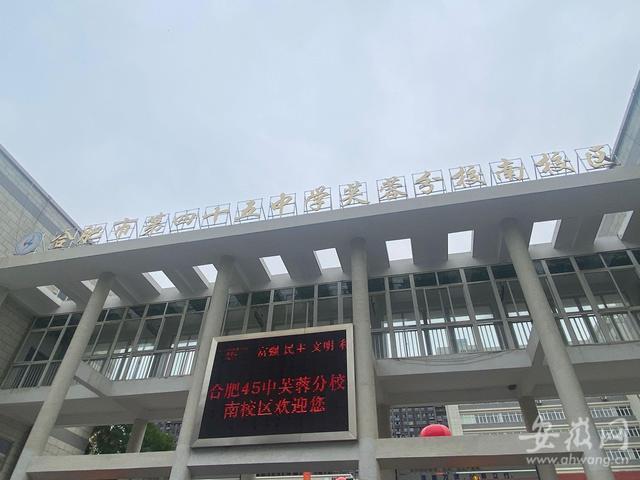 合肥市第四十五中学芙蓉分校南校区
富强 民主 文明 和
合肥45中芙蓉分校
南校区欢迎您
安徽网
www.ahwang.cn